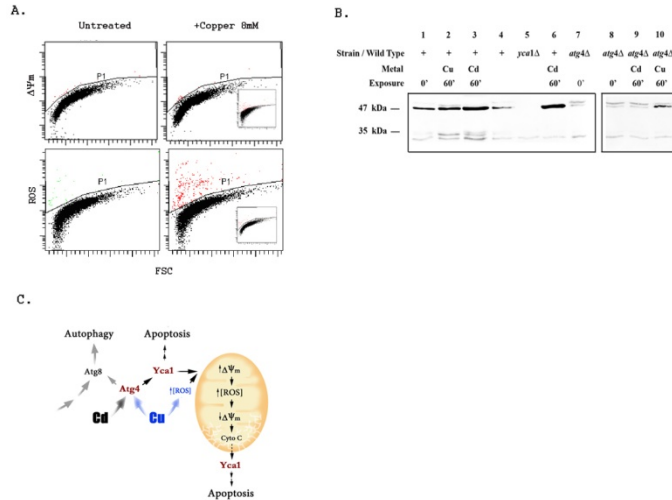 A.
Untreated +Copper 8mM
ΔΨm
P1
P1
ROS
P1
P1
FSC
B.
1 2 3 4 5 6 7 8 9 10
Strain / Wild Type + + + + yca1Δ + atg4Δ atg4Δ atg4Δ atg4Δ
Metal Cu Cd Cd Cd Cu
Exposure 0' 60' 60' 60' 0' 0' 60' 60'
47 kDa
35 kDa
C.
Autophagy Apoptosis
Atg8 Yca1
Atg4
↑[ROS]
Cd Cu
↑ΔΨm
↑[ROS]
↓ΔΨm
Cyto C
Yca1
Apoptosis